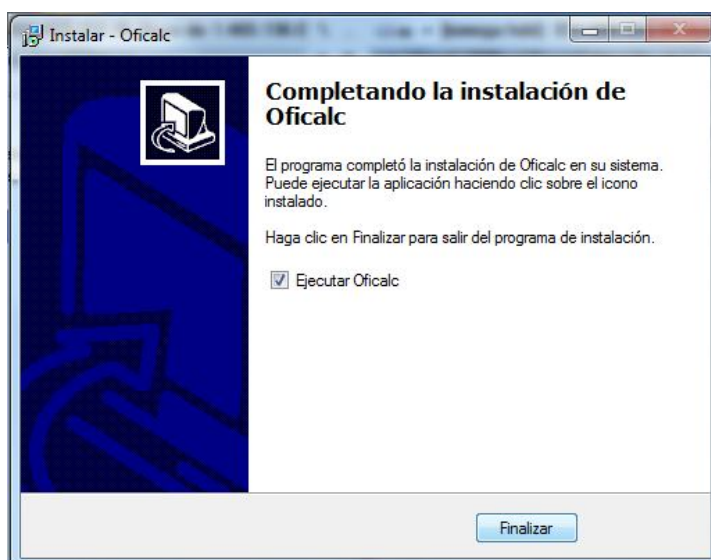 Instalar - Oficalc
Completando la instalación de
Oficalc
El programa completó la instalación de Oficalc en su sistema.
Puede ejecutar la aplicación haciendo clic sobre el icono
instalado.
Haga clic en Finalizar para salir del programa de instalación.
Ejecutar Oficalc
Finalizar